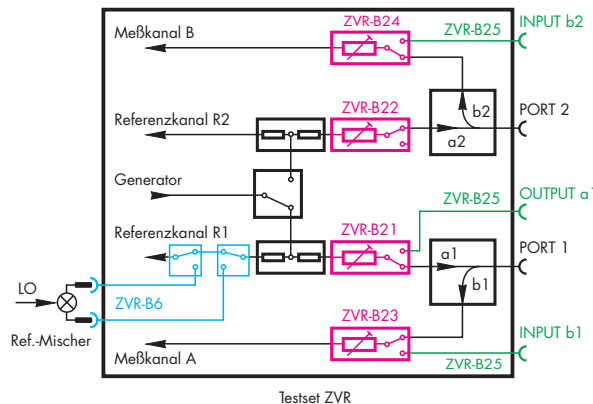 ZVR-B24
INPUT b2
Meßkanal B
ZVR-B25
Referenzkanal R2
ZVR-B22
b2
a2
PORT 2
Generator
ZVR-B25
OUTPUT a1
Referenzkanal R1
ZVR-B21
a1
PORT 1
b1
LO
ZVR-B6
ZVR-B23
Ref.-Mischer
INPUT b1
Meßkanal A
ZVR-B25
Testset ZVR